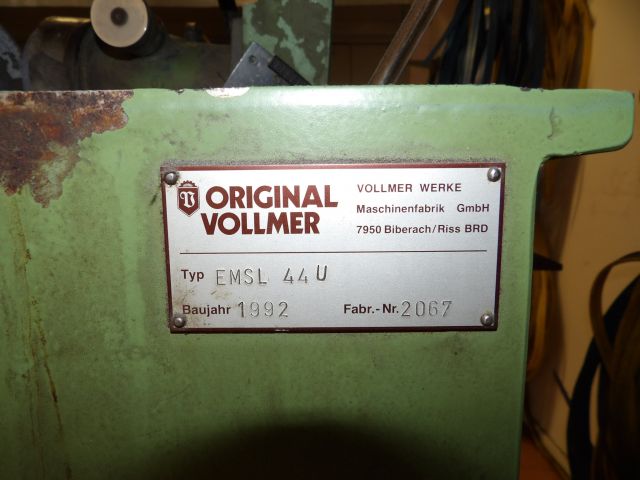 ORIGINAL
VOLLMER
VOLLMER WERKE
Maschinenfabrik GmbH
7950 Biberach/Riss BRD
Typ EMSL 44 U
Baujahr 1992 Fabr.-Nr. 2067